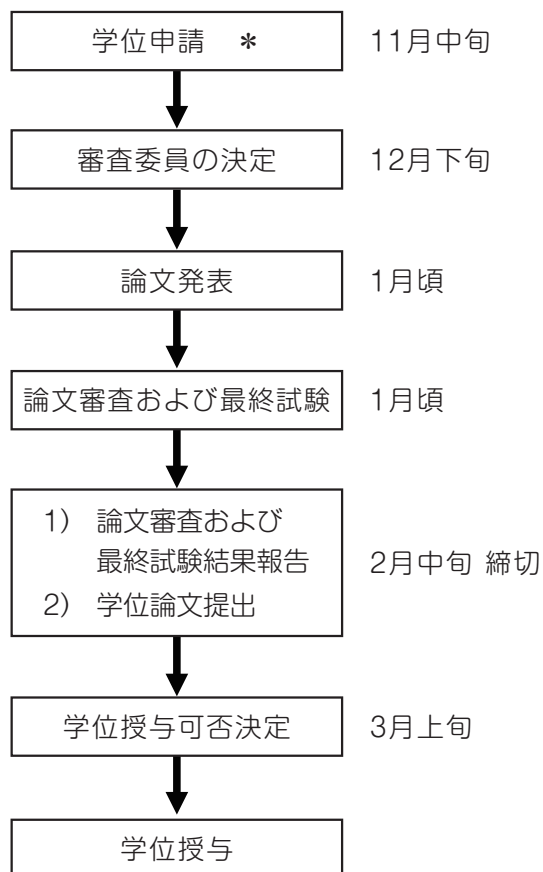 学位申請 * 11月中旬
審査委員の決定 12月下旬
論文発表 1月頃
論文審査および最終試験 1月頃
1) 論文審査および
最終試験結果報告 2月中旬 締切
2) 学位論文提出
学位授与可否決定 3月上旬
学位授与